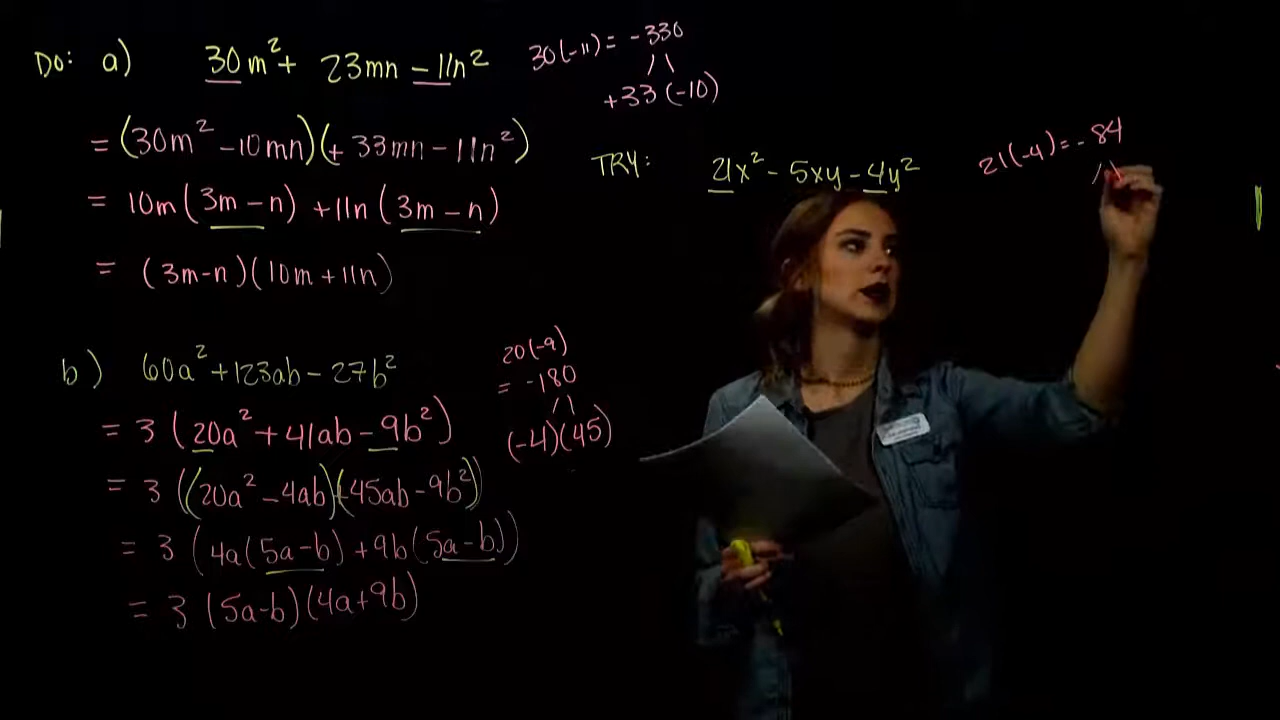 Do: a) 30m² + 23mn - 11n²
30(-11) = -330
+33 (-10)
= (30m² - 10mn)(+ 33mn - 11n²)
= 10m(3m - n) + 11n(3m - n)
= (3m-n)(10m + 11n)
b) 60a² + 123ab - 27b²
= 3 (20a² + 41ab - 9b²)
= 3 ((20a² - 4ab)(+45ab - 9b²))
= 3 (4a(5a-b) + 9b(5a-b))
= 3 (5a-b)(4a+9b)
20(-9)
= -180
(-4)(45)
TRY: 21x² - 5xy - 4y²
21(-4) = -84